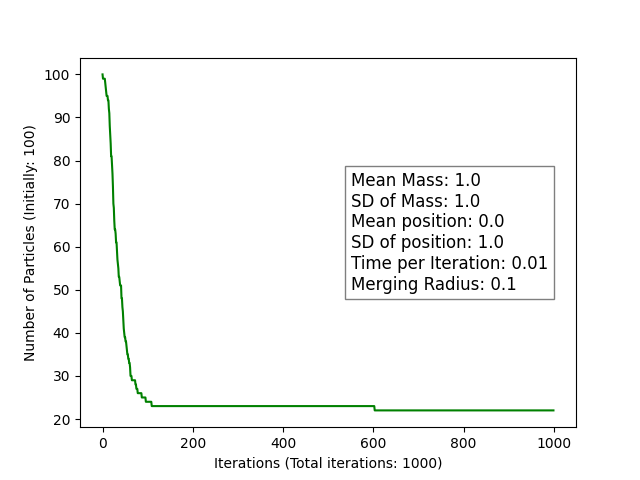 100
90
80
70
60
50
40
30
20
Number of Particles (Initially: 100)
Mean Mass: 1.0
SD of Mass: 1.0
Mean position: 0.0
SD of position: 1.0
Time per Iteration: 0.01
Merging Radius: 0.1
0 200 400 600 800 1000
Iterations (Total iterations: 1000)